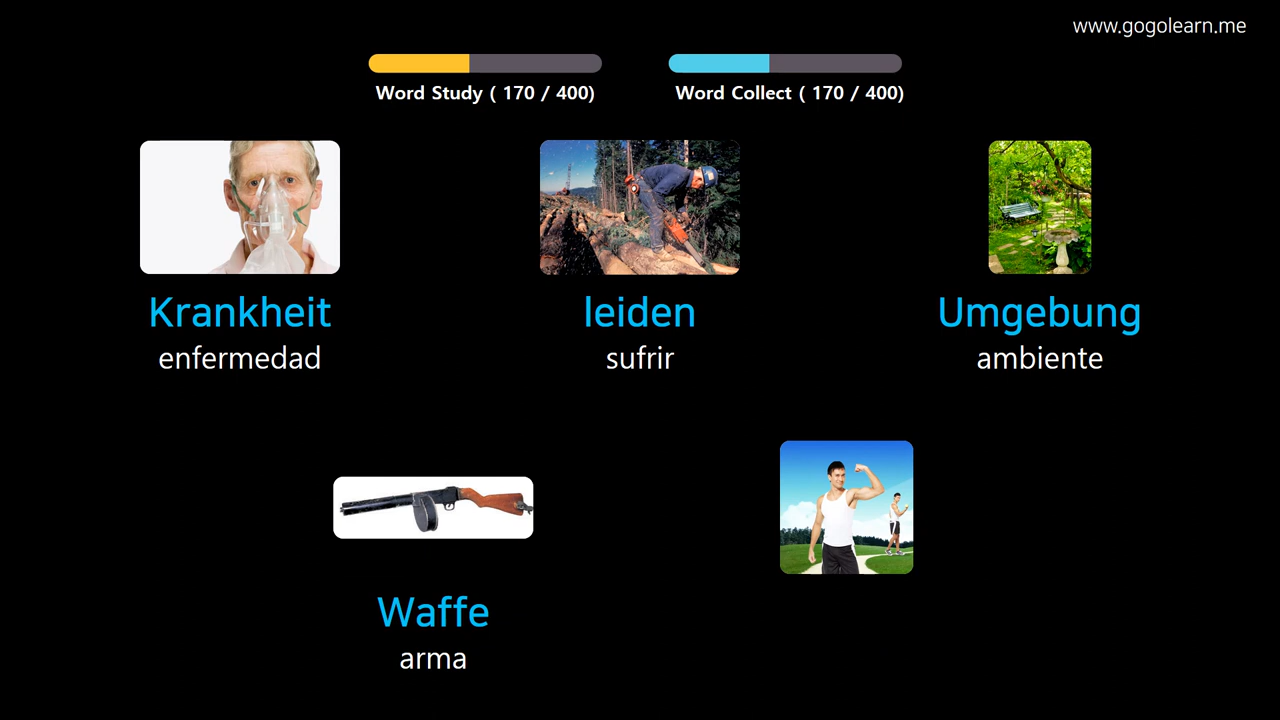 www.gogolearn.me
Word Study ( 170 / 400)
Word Collect ( 170 / 400)
Krankheit
enfermedad
leiden
sufrir
Umgebung
ambiente
Waffe
arma